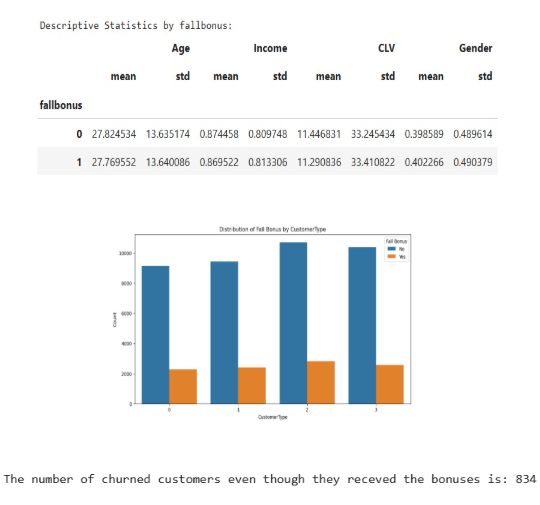 Descriptive Statistics by fallbonus:
Age Income CLV Gender
mean std mean std mean std mean std
fallbonus
0 27.824534 13.635174 0.874458 0.809748 11.446831 33.245434 0.398589 0.489614
1 27.769552 13.640086 0.869522 0.813306 11.290836 33.410822 0.402266 0.490379
Distribution of Fall Bonus by CustomerType
Fall Bonus
No
Yes
10000
8000
6000
4000
2000
0
Count
0 1 2 3
CustomerType
The number of churned customers even though they receved the bonuses is: 834